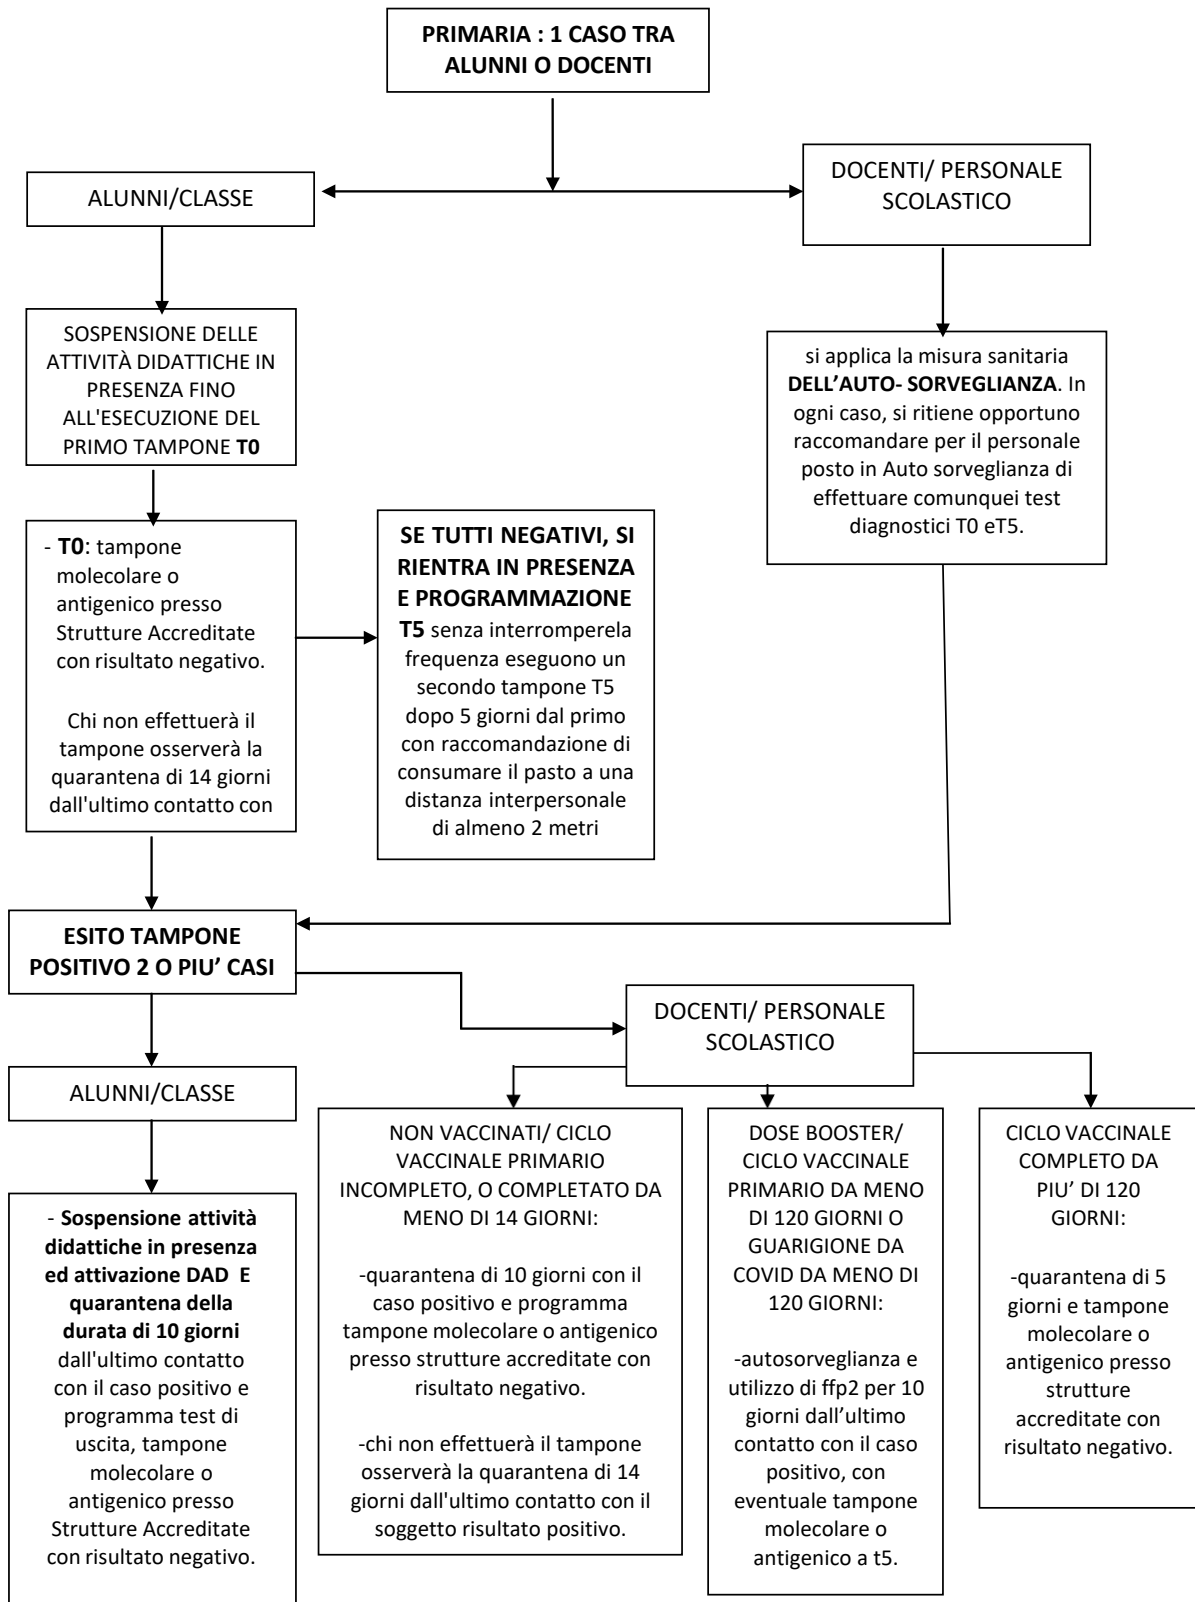 PRIMARIA : 1 CASO TRA
ALUNNI O DOCENTI
ALUNNI/CLASSE
DOCENTI/ PERSONALE
SCOLASTICO
SOSPENSIONE DELLE
ATTIVITÀ DIDATTICHE IN
PRESENZA FINO
ALL'ESECUZIONE DEL
PRIMO TAMPONE T0
si applica la misura sanitaria
DELL’AUTO- SORVEGLIANZA. In
ogni caso, si ritiene opportuno
raccomandare per il personale
posto in Auto sorveglianza di
effettuare comunquei test
diagnostici T0 eT5.
- T0: tampone
molecolare o
antigenico presso
Strutture Accreditate
con risultato negativo.
Chi non effettuerà il
tampone osserverà la
quarantena di 14 giorni
dall'ultimo contatto con
SE TUTTI NEGATIVI, SI
RIENTRA IN PRESENZA
E PROGRAMMAZIONE
T5 senza interromperela
frequenza eseguono un
secondo tampone T5
dopo 5 giorni dal primo
con raccomandazione di
consumare il pasto a una
distanza interpersonale
di almeno 2 metri
ESITO TAMPONE
POSITIVO 2 O PIU’ CASI
DOCENTI/ PERSONALE
SCOLASTICO
ALUNNI/CLASSE
- Sospensione attività
didattiche in presenza
ed attivazione DAD  E
quarantena della
durata di 10 giorni
dall'ultimo contatto
con il caso positivo e
programma test di
uscita, tampone
molecolare o
antigenico presso
Strutture Accreditate
con risultato negativo.
NON VACCINATI/ CICLO
VACCINALE PRIMARIO
INCOMPLETO, O COMPLETATO DA
MENO DI 14 GIORNI:
-quarantena di 10 giorni con il
caso positivo e programma
tampone molecolare o antigenico
presso strutture accreditate con
risultato negativo.
-chi non effettuerà il tampone
osserverà la quarantena di 14
giorni dall'ultimo contatto con il
soggetto risultato positivo.
DOSE BOOSTER/
CICLO VACCINALE
PRIMARIO DA MENO
DI 120 GIORNI O
GUARIGIONE DA
COVID DA MENO DI
120 GIORNI:
-autosorveglianza e
utilizzo di ffp2 per 10
giorni dall’ultimo
contatto con il caso
positivo, con
eventuale tampone
molecolare o
antigenico a t5.
CICLO VACCINALE
COMPLETO DA
PIU’ DI 120
GIORNI:
-quarantena di 5
giorni e tampone
molecolare o
antigenico presso
strutture
accreditate con
risultato negativo.